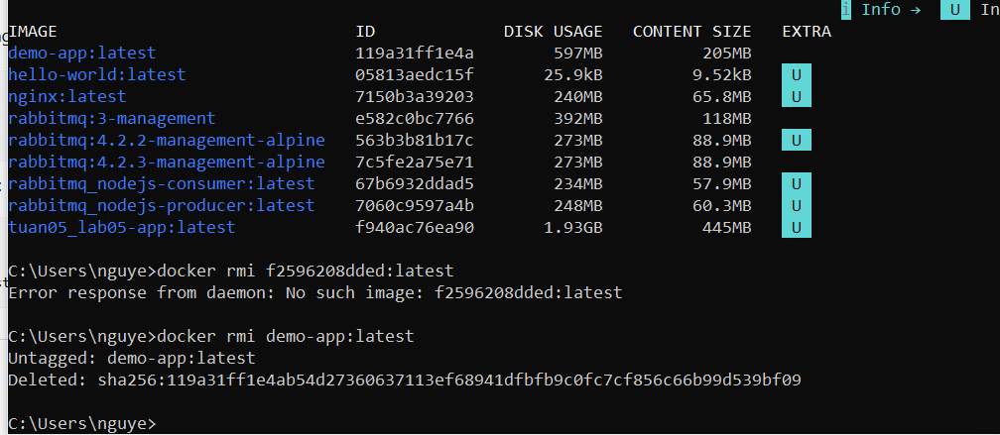 i Info → U In
IMAGE ID DISK USAGE CONTENT SIZE EXTRA
demo-app:latest 119a31ff1e4a 597MB 205MB
hello-world:latest 05813aedc15f 25.9kB 9.52kB U
nginx:latest 7150b3a39203 240MB 65.8MB U
rabbitmq:3-management e582c0bc7766 392MB 118MB
rabbitmq:4.2.2-management-alpine 563b3b81b17c 273MB 88.9MB U
rabbitmq:4.2.3-management-alpine 7c5fe2a75e71 273MB 88.9MB
rabbitmq_nodejs-consumer:latest 67b6932ddad5 234MB 57.9MB U
rabbitmq_nodejs-producer:latest 7060c9597a4b 248MB 60.3MB U
tuan05_lab05-app:latest f940ac76ea90 1.93GB 445MB U
C:\Users\nguye>docker rmi f2596208dded:latest
Error response from daemon: No such image: f2596208dded:latest
C:\Users\nguye>docker rmi demo-app:latest
Untagged: demo-app:latest
Deleted: sha256:119a31ff1e4ab54d27360637113ef68941dfbfb9c0fc7cf856c66b99d539bf09
C:\Users\nguye>